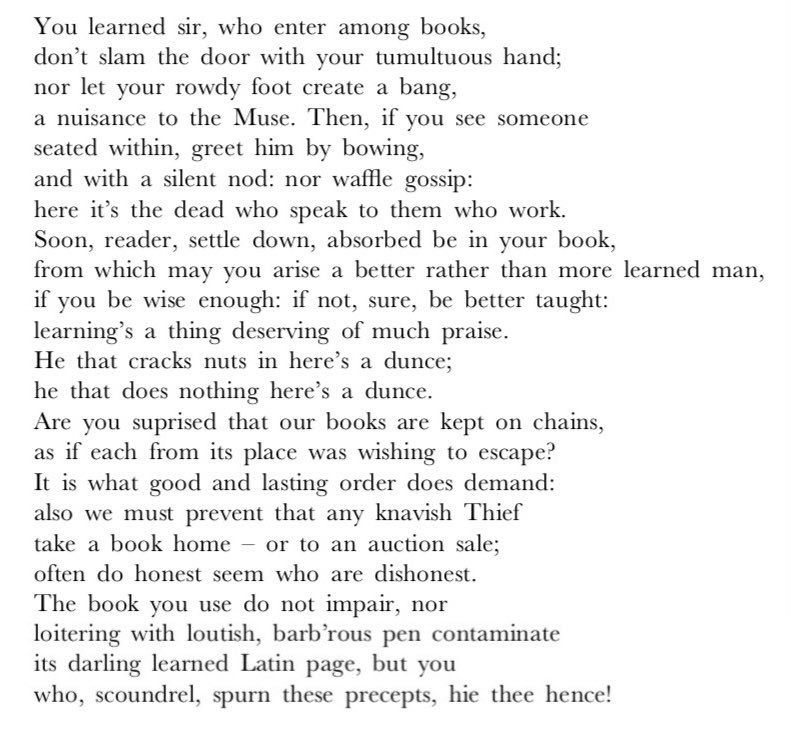 You learned sir, who enter among books,
don’t slam the door with your tumultuous hand;
nor let your rowdy foot create a bang,
a nuisance to the Muse. Then, if you see someone
seated within, greet him by bowing,
and with a silent nod: nor waffle gossip:
here it’s the dead who speak to them who work.
Soon, reader, settle down, absorbed be in your book,
from which may you arise a better rather than more learned man,
if you be wise enough: if not, sure, be better taught:
learning’s a thing deserving of much praise.
He that cracks nuts in here’s a dunce;
he that does nothing here’s a dunce.
Are you suprised that our books are kept on chains,
as if each from its place was wishing to escape?
It is what good and lasting order does demand:
also we must prevent that any knavish Thief
take a book home – or to an auction sale;
often do honest seem who are dishonest.
The book you use do not impair, nor
loitering with loutish, barb’rous pen contaminate
its darling learned Latin page, but you
who, scoundrel, spurn these precepts, hie thee hence!